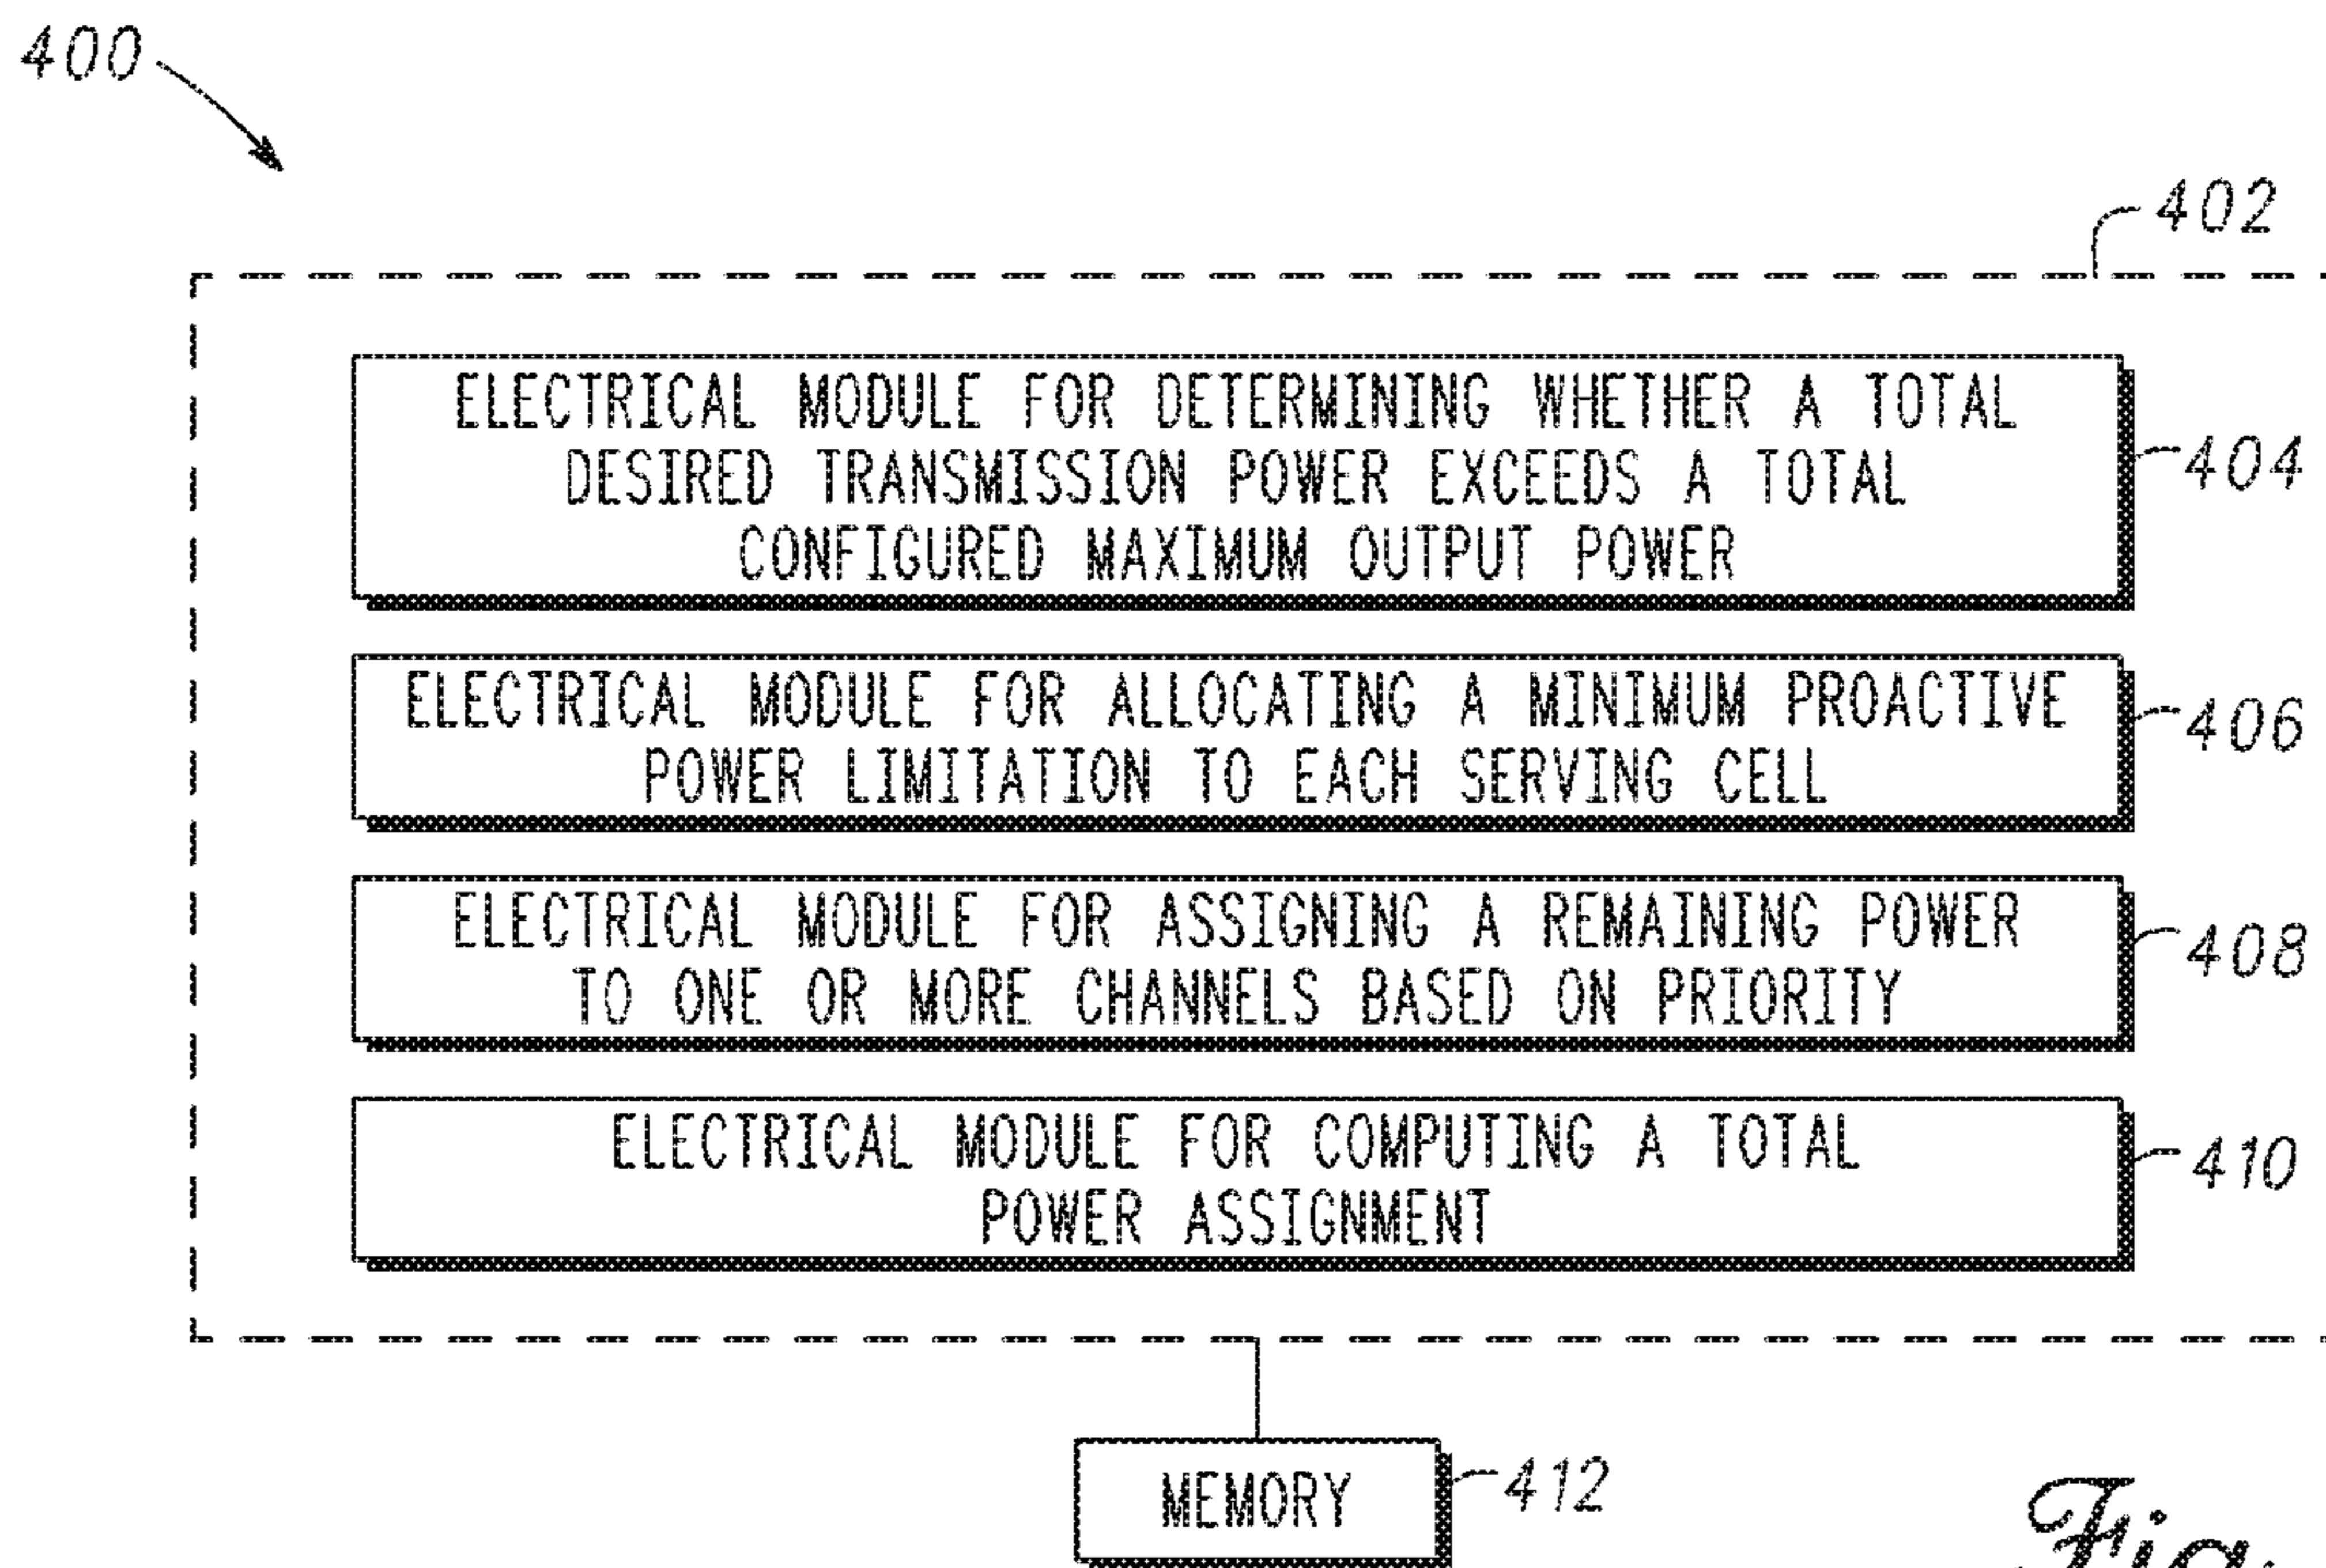 400
402
ELECTRICAL MODULE FOR DETERMINING WHETHER A TOTAL
DESIRED TRANSMISSION POWER EXCEEDS A TOTAL
CONFIGURED MAXIMUM OUTPUT POWER
404
ELECTRICAL MODULE FOR ALLOCATING A MINIMUM PROACTIVE
POWER LIMITATION TO EACH SERVING CELL
406
ELECTRICAL MODULE FOR ASSIGNING A REMAINING POWER
TO ONE OR MORE CHANNELS BASED ON PRIORITY
408
ELECTRICAL MODULE FOR COMPUTING A TOTAL
POWER ASSIGNMENT
410
MEMORY
412
Fig.